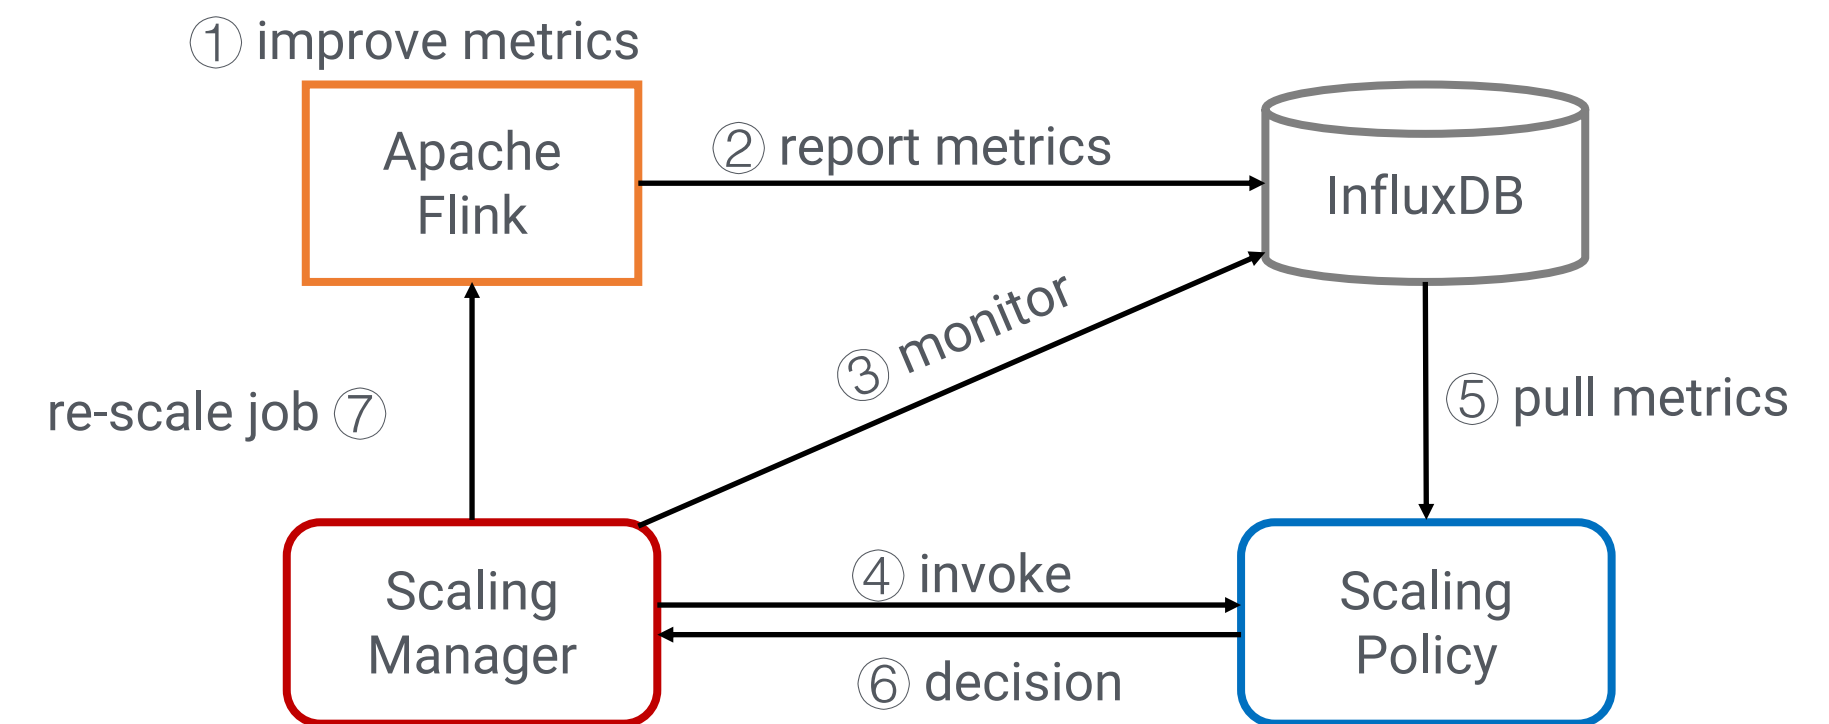 ① improve metrics
Apache
Flink
② report metrics
InfluxDB
③ monitor
re-scale job ⑦
⑤ pull metrics
Scaling
Manager
④ invoke
⑥ decision
Scaling
Policy